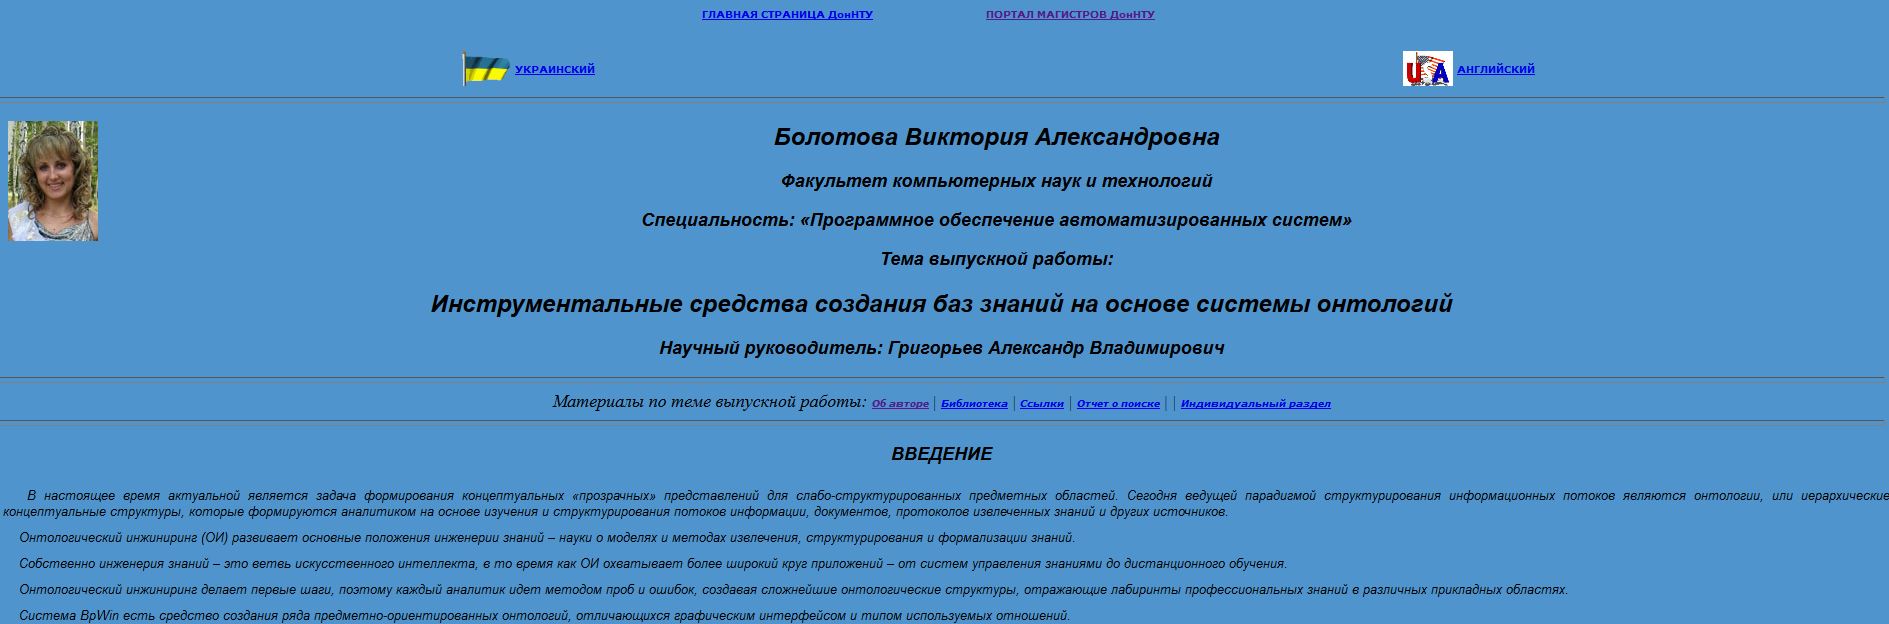 ГЛАВНАЯ СТРАНИЦА ДонНТУ ПОРТАЛ МАГИСТРОВ ДонНТУ
УКРАИНСКИЙ UA АНГЛИЙСКИЙ
Болотова Виктория Александровна
Факультет компьютерных наук и технологий
Специальность: «Программное обеспечение автоматизированных систем»
Тема выпускной работы:
Инструментальные средства создания баз знаний на основе системы онтологий
Научный руководитель: Григорьев Александр Владимирович
Материалы по теме выпускной работы: Об авторе | Библиотека | Ссылки | Отчет о поиске | | Индивидуальный раздел
ВВЕДЕНИЕ
В настоящее время актуальной является задача формирования концептуальных «прозрачных» представлений для слабо-структурированных предметных областей. Сегодня ведущей парадигмой структурирования информационных потоков являются онтологии, или иерархические
концептуальные структуры, которые формируются аналитиком на основе изучения и структурирования потоков информации, документов, протоколов извлеченных знаний и других источников.
Онтологический инжиниринг (ОИ) развивает основные положения инженерии знаний – науки о моделях и методах извлечения, структурирования и формализации знаний.
Собственно инженерия знаний – это ветвь искусственного интеллекта, в то время как ОИ охватывает более широкий круг приложений – от систем управления знаниями до дистанционного обучения.
Онтологический инжиниринг делает первые шаги, поэтому каждый аналитик идет методом проб и ошибок, создавая сложнейшие онтологические структуры, отражающие лабиринты профессиональных знаний в различных прикладных областях.
Система BpWin есть средство создания ряда предметно-ориентированных онтологий, отличающихся графическим интерфейсом и типом используемых отношений.